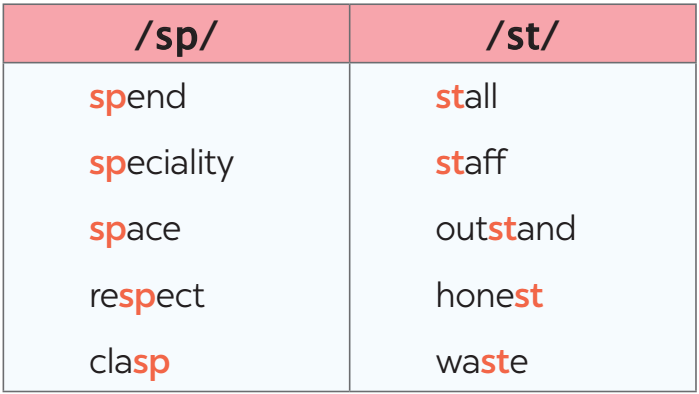 /sp/ /st/
spend stall
speciality staff
space outstand
respect honest
clasp waste